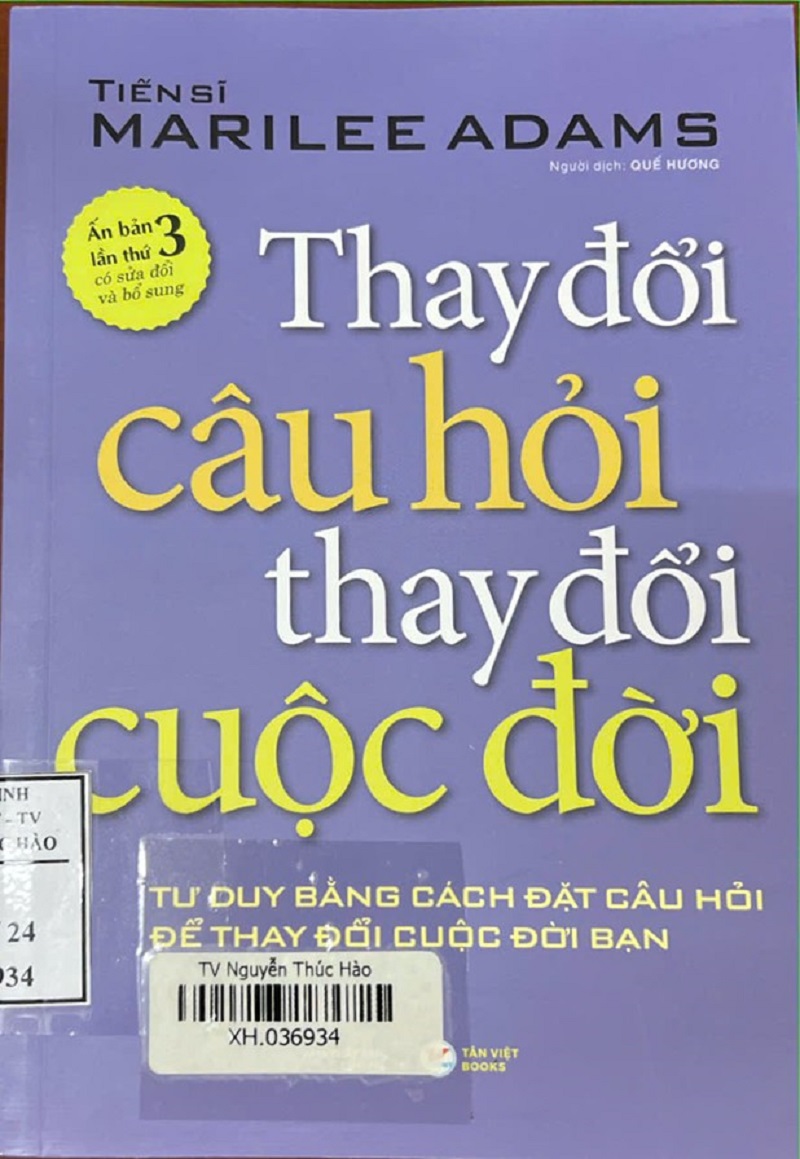 TIẾN SĨ
MARILEE ADAMS
Người dịch: QUẾ HƯƠNG
Ấn bản 3
lần thứ
có sửa đổi
và bổ sung
Thay đổi
câu hỏi
thay đổi
cuộc đời
TƯ DUY BẰNG CÁCH ĐẶT CÂU HỎI
ĐỂ THAY ĐỔI CUỘC ĐỜI BẠN
INH
- TV
HÀO
24
934
TV Nguyễn Thúc Hào
XH.036934
TÂN VIỆT
BOOKS